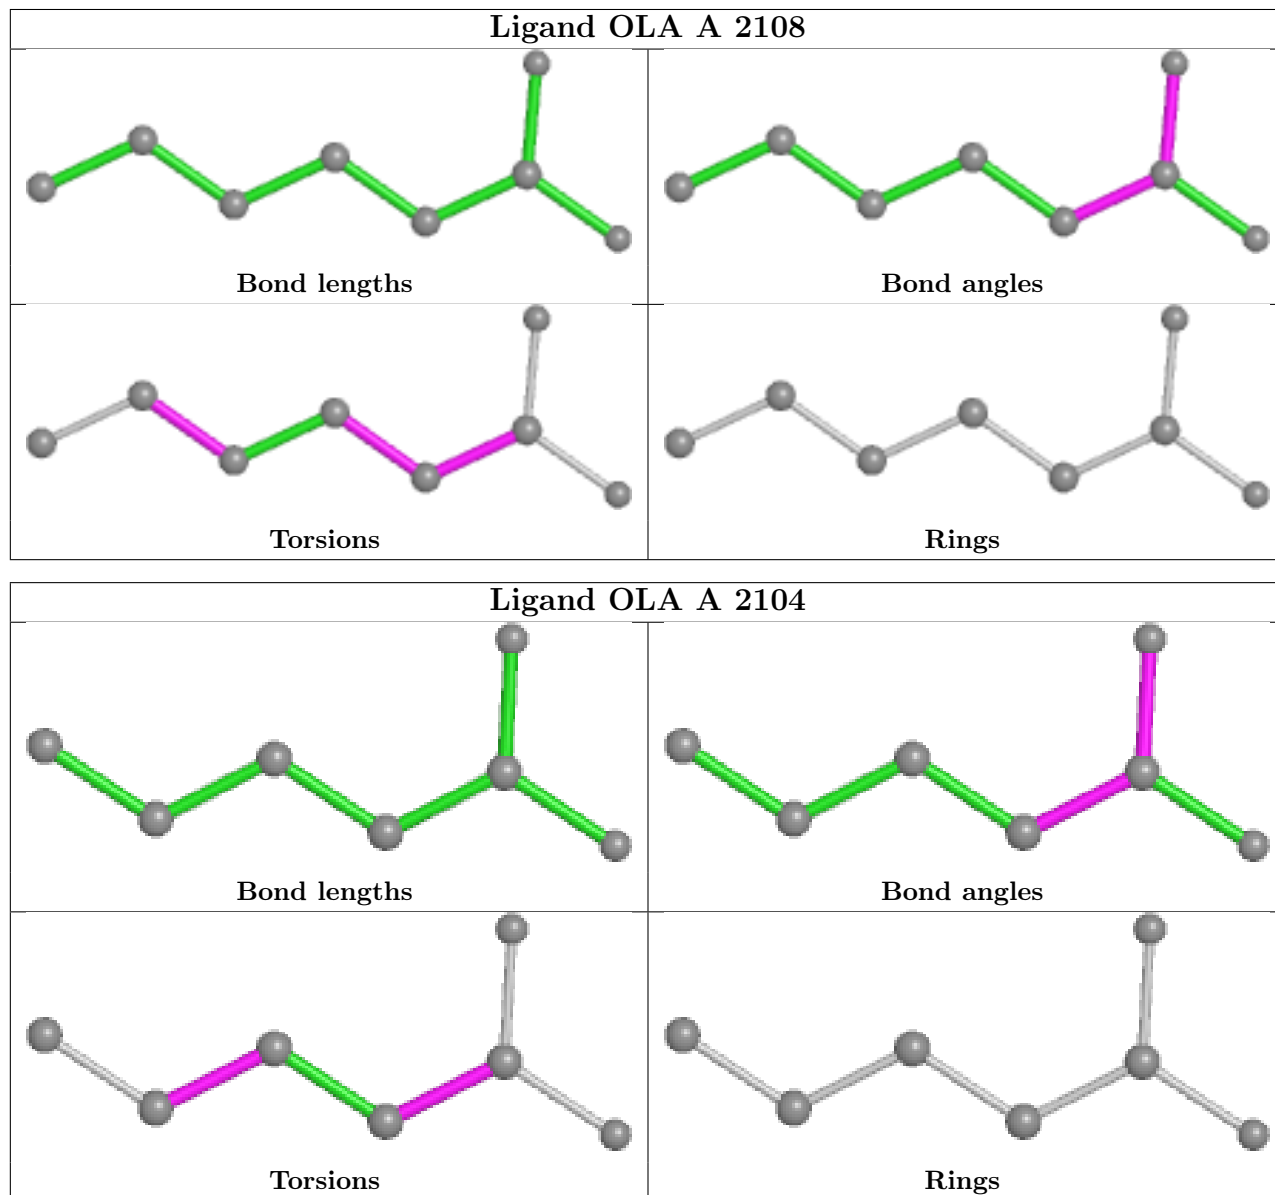 Ligand OLA A 2108
Bond lengths
Bond angles
Torsions
Rings
Ligand OLA A 2104
Bond lengths
Bond angles
Torsions
Rings